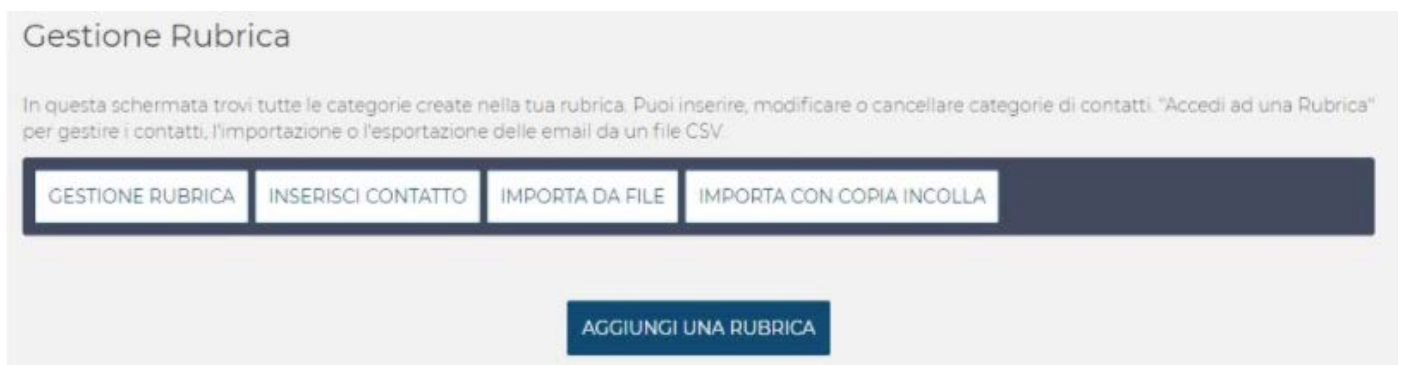 Gestione Rubrica
In questa schermata trovi tutte le categorie create nella tua rubrica. Puoi inserire, modificare o cancellare categorie di contatti. "Accedi ad una Rubrica"
per gestire i contatti, l'importazione o l'esportazione delle email da un file CSV.
GESTIONE RUBRICA INSERISCI CONTATTO IMPORTA DA FILE IMPORTA CON COPIA INCOLLA
AGGIUNGI UNA RUBRICA